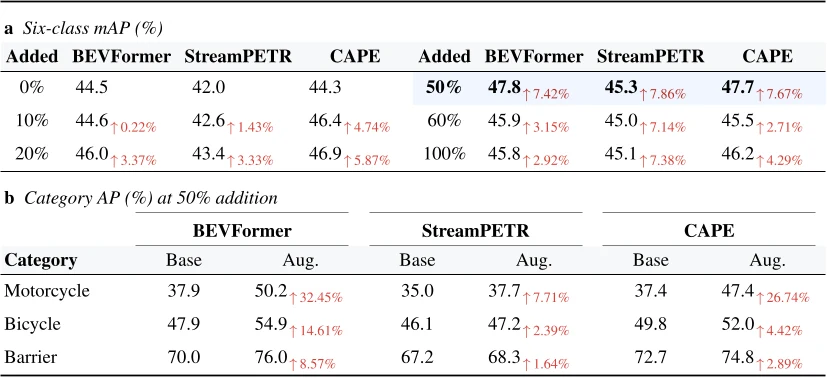 a Six-class mAP (%)
Added BEVFormer StreamPETR CAPE Added BEVFormer StreamPETR CAPE
0% 44.5 42.0 44.3 50% 47.8↑7.42% 45.3↑7.86% 47.7↑7.67%
10% 44.6↑0.22% 42.6↑1.43% 46.4↑4.74% 60% 45.9↑3.15% 45.0↑7.14% 45.5↑2.71%
20% 46.0↑3.37% 43.4↑3.33% 46.9↑5.87% 100% 45.8↑2.92% 45.1↑7.38% 46.2↑4.29%
b Category AP (%) at 50% addition
BEVFormer StreamPETR CAPE
Category Base Aug. Base Aug. Base Aug.
Motorcycle 37.9 50.2↑32.45% 35.0 37.7↑7.71% 37.4 47.4↑26.74%
Bicycle 47.9 54.9↑14.61% 46.1 47.2↑2.39% 49.8 52.0↑4.42%
Barrier 70.0 76.0↑8.57% 67.2 68.3↑1.64% 72.7 74.8↑2.89%